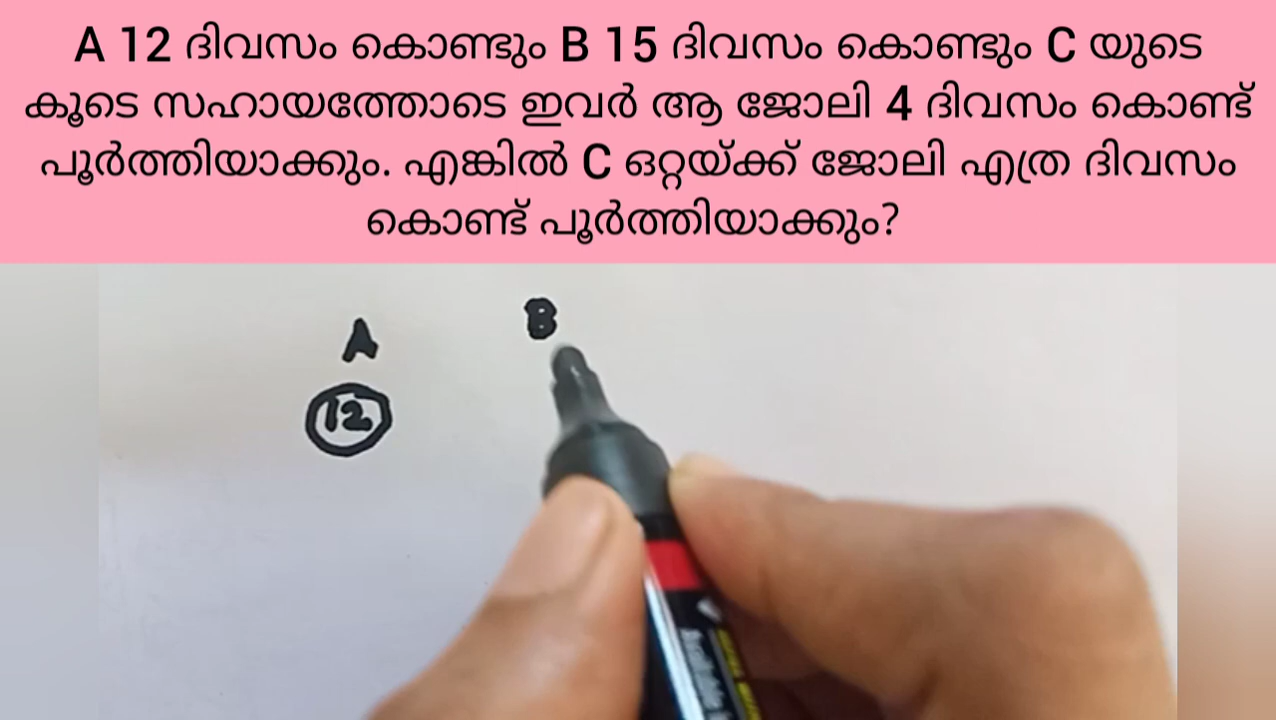 A 12 ദിവസം കൊണ്ടും B 15 ദിവസം കൊണ്ടും C യുടെ
കൂടെ സഹായത്തോടെ ഇവർ ആ ജോലി 4 ദിവസം കൊണ്ട്
പൂർത്തിയാക്കും. എങ്കിൽ C ഒറ്റയ്ക്ക് ജോലി എത്ര ദിവസം
കൊണ്ട് പൂർത്തിയാക്കും?
A B
12